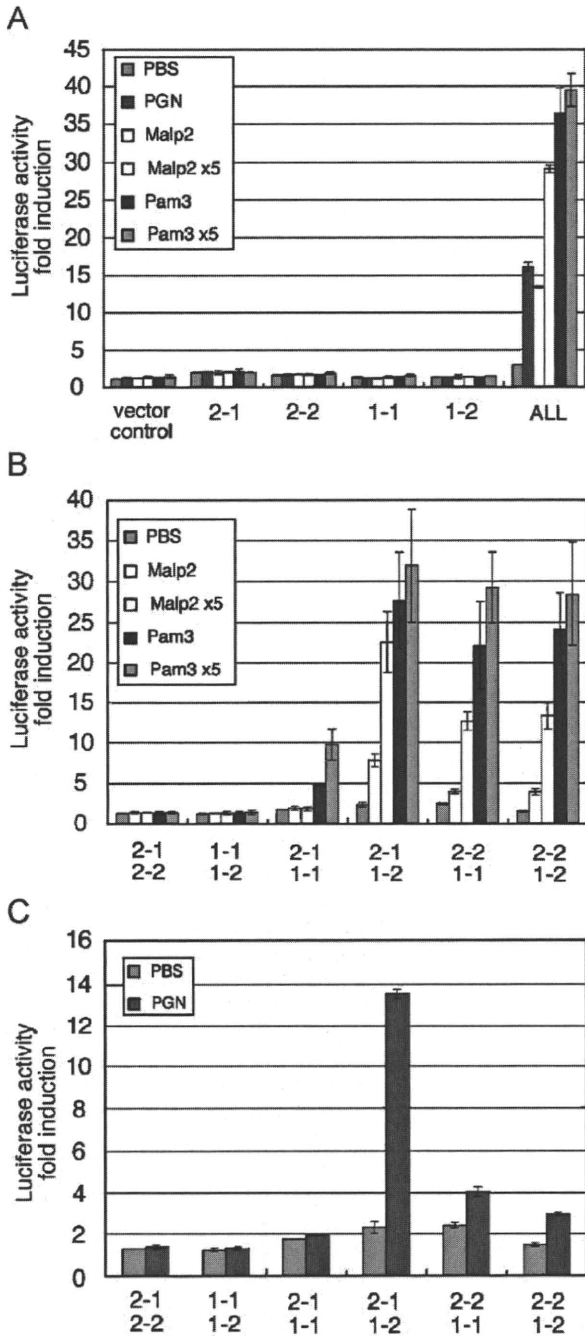 A
Luciferase activity
fold induction
45
40
35
30
25
20
15
10
5
0
PBS
PGN
Malp2
Malp2 x5
Pam3
Pam3 x5
vector
control
2-1
2-2
1-1
1-2
ALL
B
Luciferase activity
fold induction
40
35
30
25
20
15
10
5
0
PBS
Malp2
Malp2 x5
Pam3
Pam3 x5
2-1 1-1 2-1 2-1 2-2 2-2
2-2 1-2 1-1 1-2 1-1 1-2
C
Luciferase activity
fold induction
16
14
12
10
8
6
4
2
0
PBS
PGN
2-1 1-1 2-1 2-1 2-2 2-2
2-2 1-2 1-1 1-2 1-1 1-2